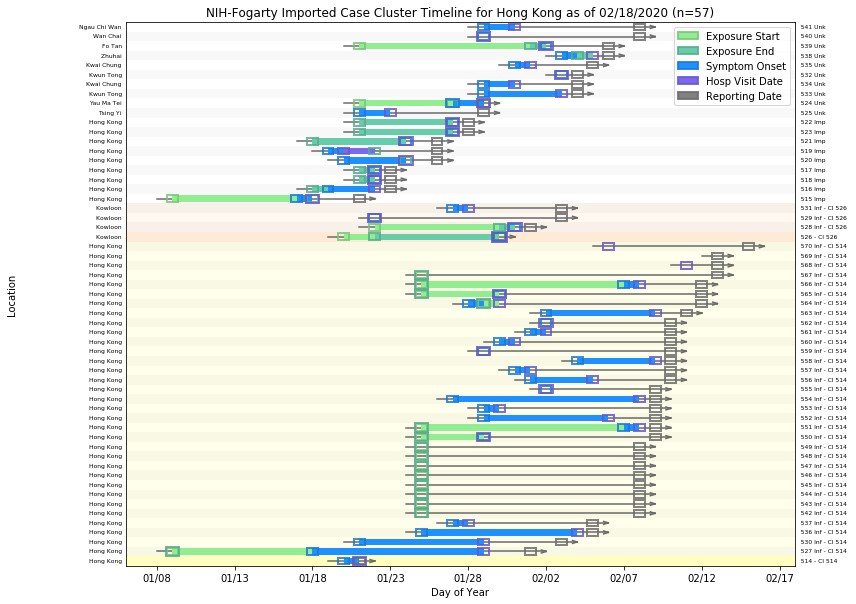 NIH-Fogarty Imported Case Cluster Timeline for Hong Kong as of 02/18/2020 (n=57)
Exposure Start
Exposure End
Symptom Onset
Hosp Visit Date
Reporting Date
Location
Ngau Chi Wan 541 Unk
Wan Chai 540 Unk
Fo Tan 539 Unk
Zhuhai 538 Unk
Kwai Chung 535 Unk
Kwun Tong 532 Unk
Kwai Chung 534 Unk
Kwun Tong 533 Unk
Yau Ma Tei 524 Unk
Tsing Yi 525 Unk
Hong Kong 522 Imp
Hong Kong 523 Imp
Hong Kong 521 Imp
Hong Kong 519 Imp
Hong Kong 520 Imp
Hong Kong 517 Imp
Hong Kong 518 Imp
Hong Kong 516 Imp
Hong Kong 515 Imp
Kowloon 531 Inf - Cl 526
Kowloon 529 Inf - Cl 526
Kowloon 528 Inf - Cl 526
Kowloon 526 - Cl 526
Hong Kong 570 Inf - Cl 514
Hong Kong 569 Inf - Cl 514
Hong Kong 568 Inf - Cl 514
Hong Kong 567 Inf - Cl 514
Hong Kong 566 Inf - Cl 514
Hong Kong 565 Inf - Cl 514
Hong Kong 564 Inf - Cl 514
Hong Kong 563 Inf - Cl 514
Hong Kong 562 Inf - Cl 514
Hong Kong 561 Inf - Cl 514
Hong Kong 560 Inf - Cl 514
Hong Kong 559 Inf - Cl 514
Hong Kong 558 Inf - Cl 514
Hong Kong 557 Inf - Cl 514
Hong Kong 556 Inf - Cl 514
Hong Kong 555 Inf - Cl 514
Hong Kong 554 Inf - Cl 514
Hong Kong 553 Inf - Cl 514
Hong Kong 552 Inf - Cl 514
Hong Kong 551 Inf - Cl 514
Hong Kong 550 Inf - Cl 514
Hong Kong 549 Inf - Cl 514
Hong Kong 548 Inf - Cl 514
Hong Kong 547 Inf - Cl 514
Hong Kong 546 Inf - Cl 514
Hong Kong 545 Inf - Cl 514
Hong Kong 544 Inf - Cl 514
Hong Kong 543 Inf - Cl 514
Hong Kong 542 Inf - Cl 514
Hong Kong 537 Inf - Cl 514
Hong Kong 536 Inf - Cl 514
Hong Kong 530 Inf - Cl 514
Hong Kong 527 Inf - Cl 514
Hong Kong 514 - Cl 514
01/08 01/13 01/18 01/23 01/28 02/02 02/07 02/12 02/17
Day of Year